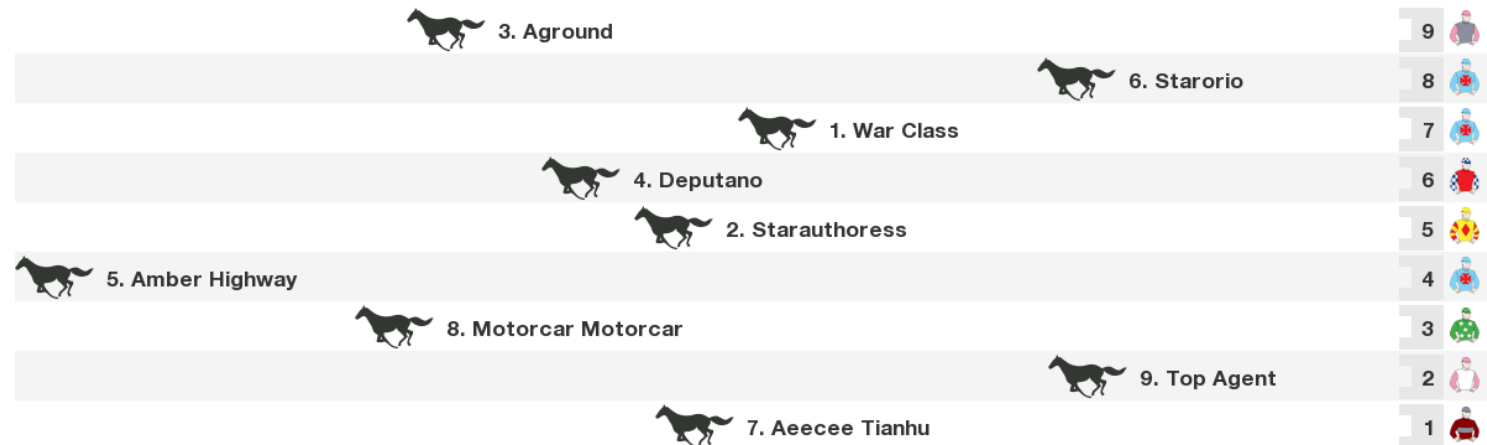 3. Aground 9
6. Starorio 8
1. War Class 7
4. Deputano 6
2. Starauthoress 5
5. Amber Highway 4
8. Motorcar Motorcar 3
9. Top Agent 2
7. Aeecee Tianhu 1